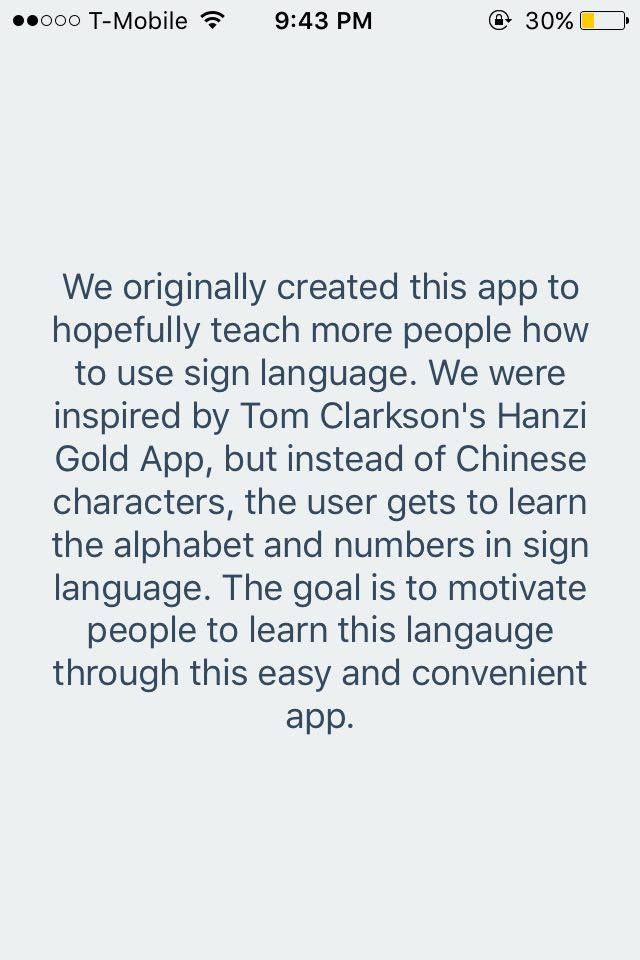 T-Mobile 9:43 PM 30%
We originally created this app to
hopefully teach more people how
to use sign language. We were
inspired by Tom Clarkson's Hanzi
Gold App, but instead of Chinese
characters, the user gets to learn
the alphabet and numbers in sign
language. The goal is to motivate
people to learn this langauge
through this easy and convenient
app.